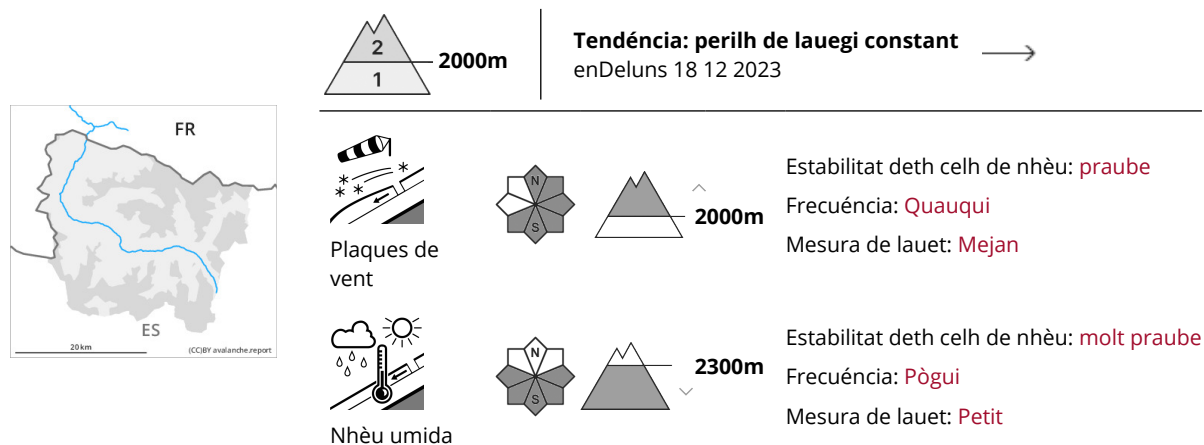 2
1
2000m
Tendéncia: perilh de lauegi constant
enDeluns 18 12 2023
FR
ES
20 km
(CC)BY avalanche.report
Plaques de
vent
N
S
2000m
Estabilitat deth celh de nhèu: praube
Frecuéncia: Quauqui
Mesura de lauet: Mejan
Nhèu umida
N
S
2300m
Estabilitat deth celh de nhèu: molt praube
Frecuéncia: Pògui
Mesura de lauet: Petit